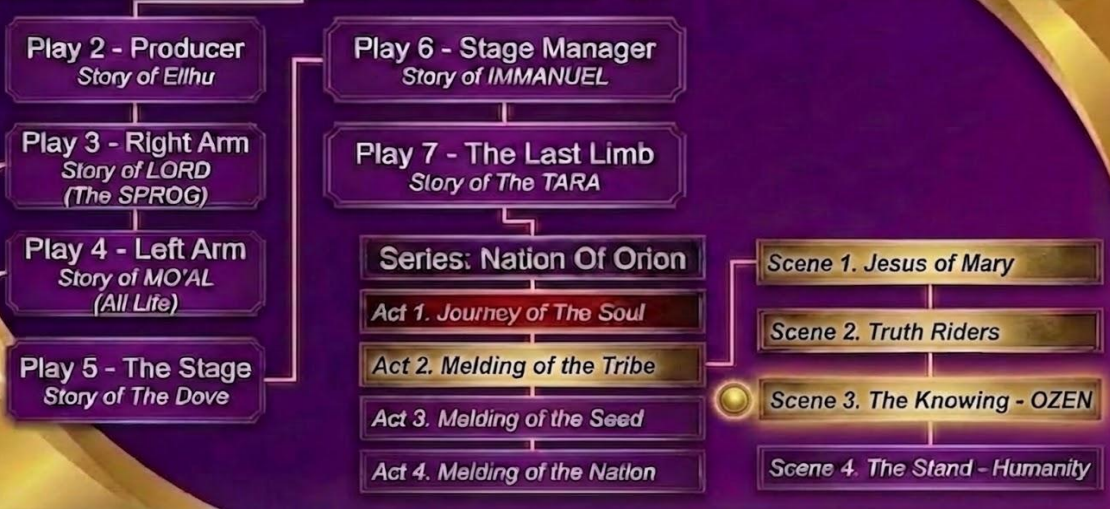 Play 2 - Producer
Story of Ellhu
Play 3 - Right Arm
Story of LORD
(The SPROG)
Play 4 - Left Arm
Story of MO'AL
(All Life)
Play 5 - The Stage
Story of The Dove
Play 6 - Stage Manager
Story of IMMANUEL
Play 7 - The Last Limb
Story of The TARA
Series: Nation Of Orion
Act 1. Journey of The Soul
Act 2. Melding of the Tribe
Act 3. Melding of the Seed
Act 4. Melding of the Nation
Scene 1. Jesus of Mary
Scene 2. Truth Riders
Scene 3. The Knowing - OZEN
Scene 4. The Stand - Humanity